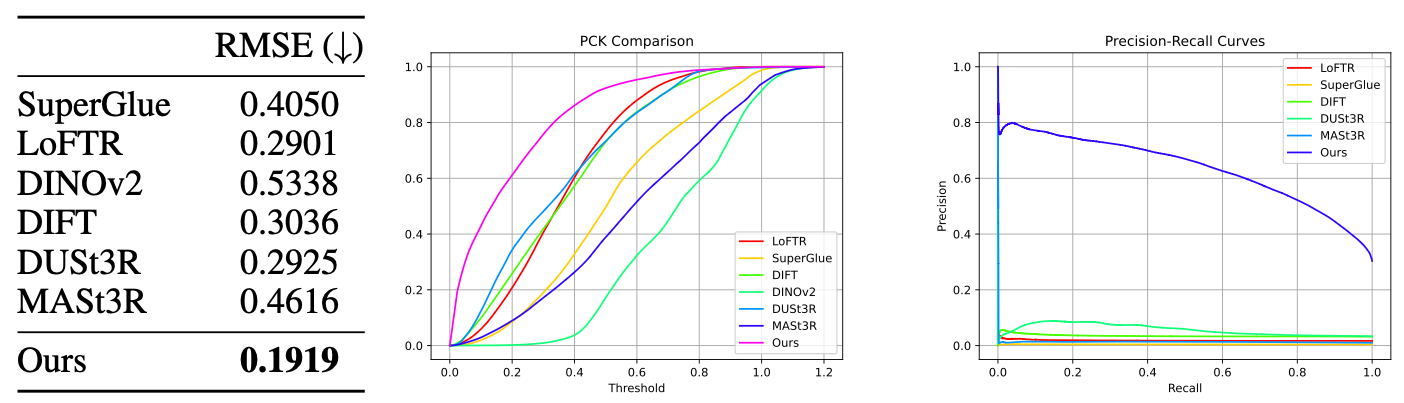 RMSE (↓)
SuperGlue 0.4050
LoFTR 0.2901
DINOv2 0.5338
DIFT 0.3036
DUSt3R 0.2925
MASt3R 0.4616
Ours 0.1919
PCK Comparison
1.0
0.8
0.6
0.4
0.2
0.0
0.0 0.2 0.4 0.6 0.8 1.0 1.2
Threshold
LoFTR
SuperGlue
DIFT
DINOv2
DUSt3R
MASt3R
Ours
Precision-Recall Curves
Precision
1.0
0.8
0.6
0.4
0.2
0.0
0.0 0.2 0.4 0.6 0.8 1.0
Recall
LoFTR
SuperGlue
DIFT
DUSt3R
MASt3R
Ours